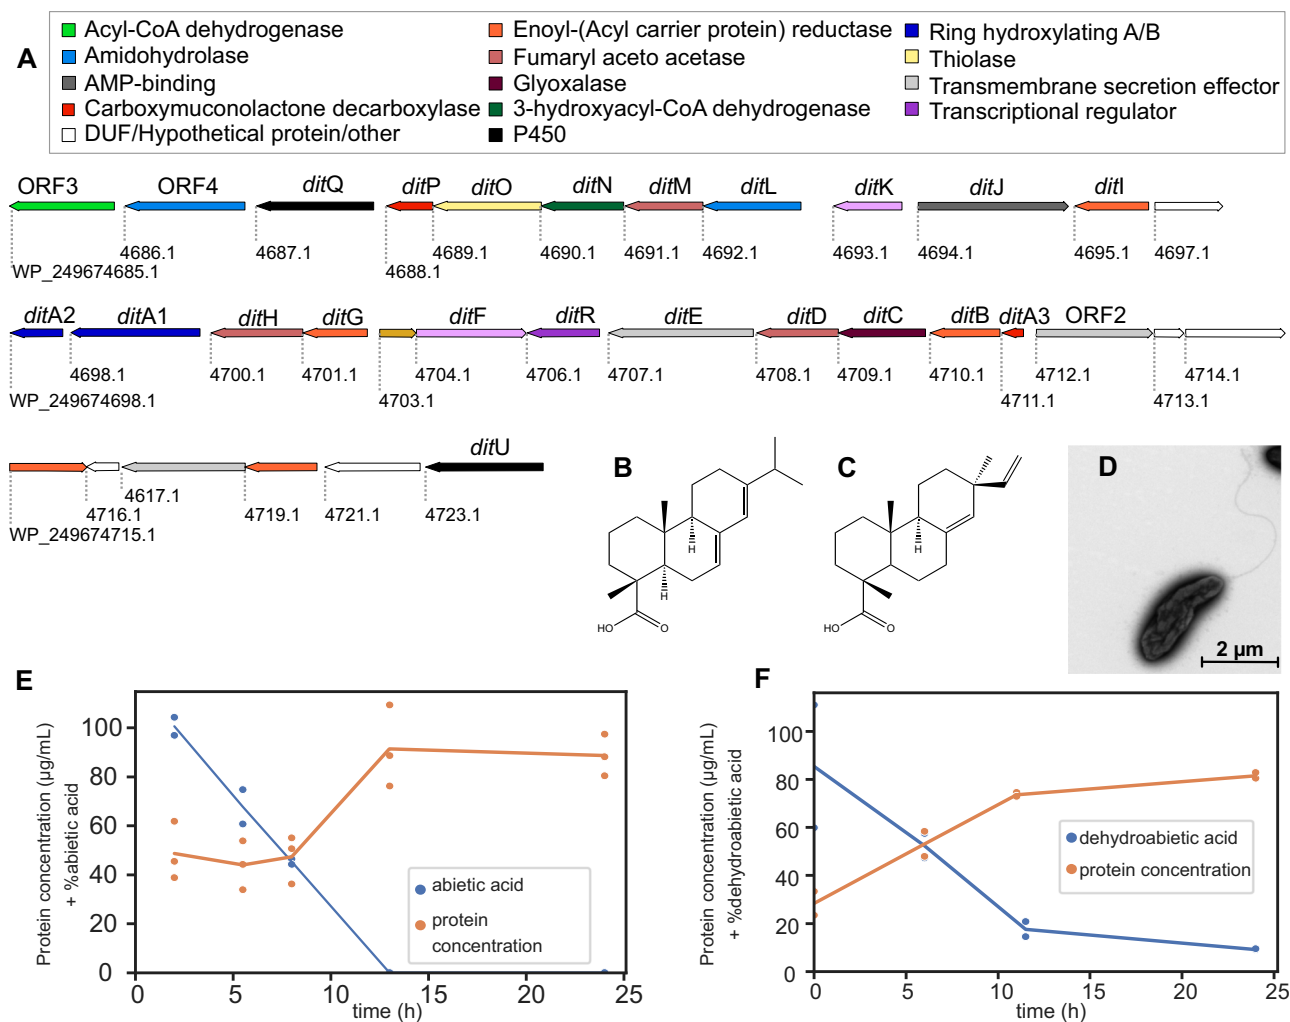 A
Acyl-CoA dehydrogenase
Amidohydrolase
AMP-binding
Carboxymuconolactone decarboxylase
DUF/Hypothetical protein/other
Enoyl-(Acyl carrier protein) reductase
Fumaryl aceto acetase
Glyoxalase
3-hydroxyacyl-CoA dehydrogenase
P450
Ring hydroxylating A/B
Thiolase
Transmembrane secretion effector
Transcriptional regulator
ORF3 ORF4 ditQ ditP ditO ditN ditM ditL ditK ditJ ditI
4686.1 4687.1 4689.1 4690.1 4691.1 4692.1 4693.1 4694.1 4695.1 4697.1
WP_249674685.1 4688.1
ditA2 ditA1 ditH ditG ditF ditR ditE ditD ditC ditB ditA3 ORF2
4698.1 4700.1 4701.1 4704.1 4706.1 4707.1 4708.1 4709.1 4710.1 4712.1 4714.1
WP_249674698.1 4703.1 4711.1 4713.1
ditU
4617.1
4716.1 4719.1 4721.1 4723.1
WP_249674715.1
B
H
H
HO
O
C
H
HO
O
D
2 µm
E
Protein concentration (µg/mL)
+ %abietic acid
100
80
60
40
20
0
0 5 10 15 20 25
time (h)
abietic acid
protein
concentration
F
Protein concentration (µg/mL)
+ %dehydroabietic acid
100
80
60
40
20
0
0 5 10 15 20 25
time (h)
dehydroabietic acid
protein concentration